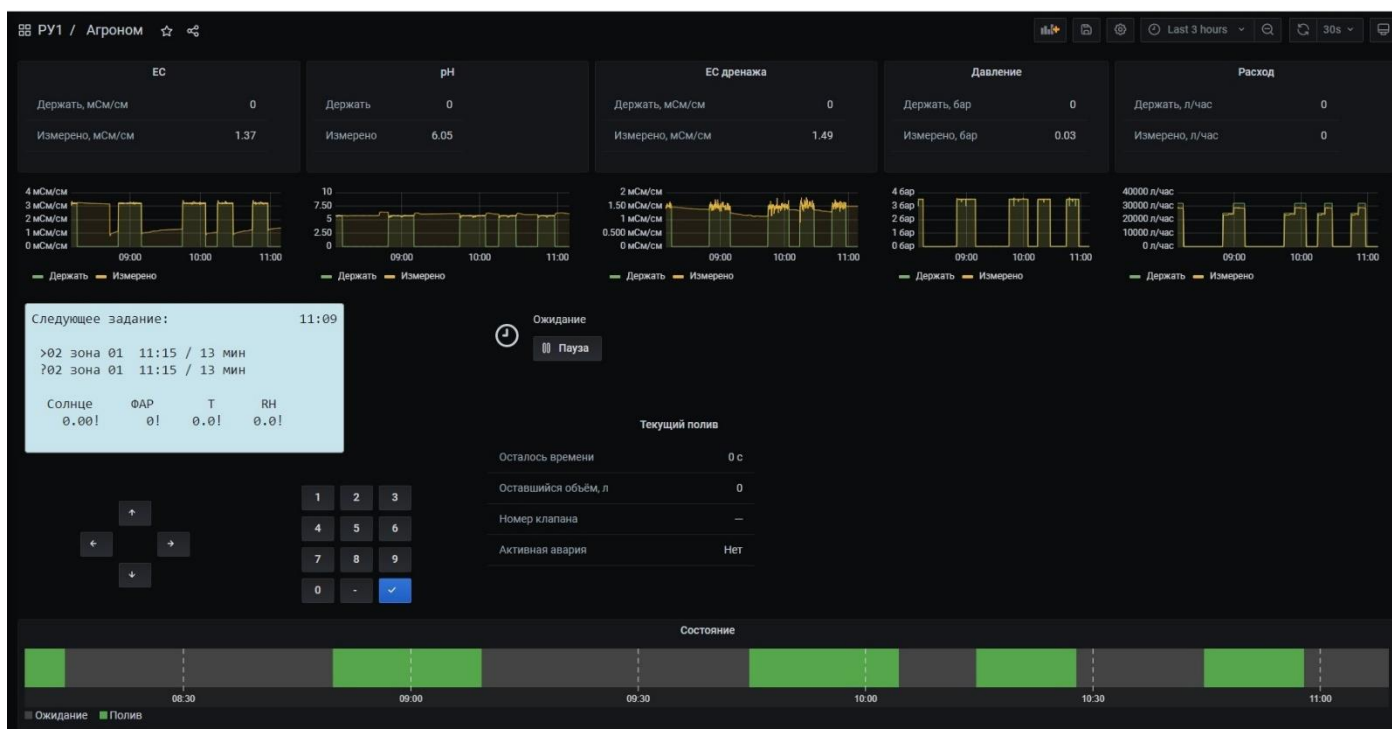 РУ1 / Агроном
Last 3 hours
30s
EC
Держать, мСм/см 0
Измерено, мСм/см 1.37
pH
Держать 0
Измерено 6.05
EC дренажа
Держать, мСм/см 0
Измерено, мСм/см 1.49
Давление
Держать, бар 0
Измерено, бар 0.03
Расход
Держать, л/час 0
Измерено, л/час 0
4 мСм/см
3 мСм/см
2 мСм/см
1 мСм/см
0 мСм/см
09:00 10:00 11:00
Держать Измерено
10
7.50
5
2.50
0
09:00 10:00 11:00
Держать Измерено
2 мСм/см
1.50 мСм/см
1 мСм/см
0.500 мСм/см
0 мСм/см
09:00 10:00 11:00
Держать Измерено
4 бар
3 бар
2 бар
1 бар
0 бар
09:00 10:00 11:00
Держать Измерено
40000 л/час
30000 л/час
20000 л/час
10000 л/час
0 л/час
09:00 10:00 11:00
Держать Измерено
Следующее задание: 11:09
>02 зона 01 11:15 / 13 мин
?02 зона 01 11:15 / 13 мин
Солнце ФАР T RH
0.00! 0! 0.0! 0.0!
Ожидание
Пауза
Текущий полив
Осталось времени 0 с
Оставшийся объём, л 0
Номер клапана —
Активная авария Нет
1 2 3
4 5 6
7 8 9
0 -
Состояние
08:30 09:00 09:30 10:00 10:30 11:00
Ожидание Полив